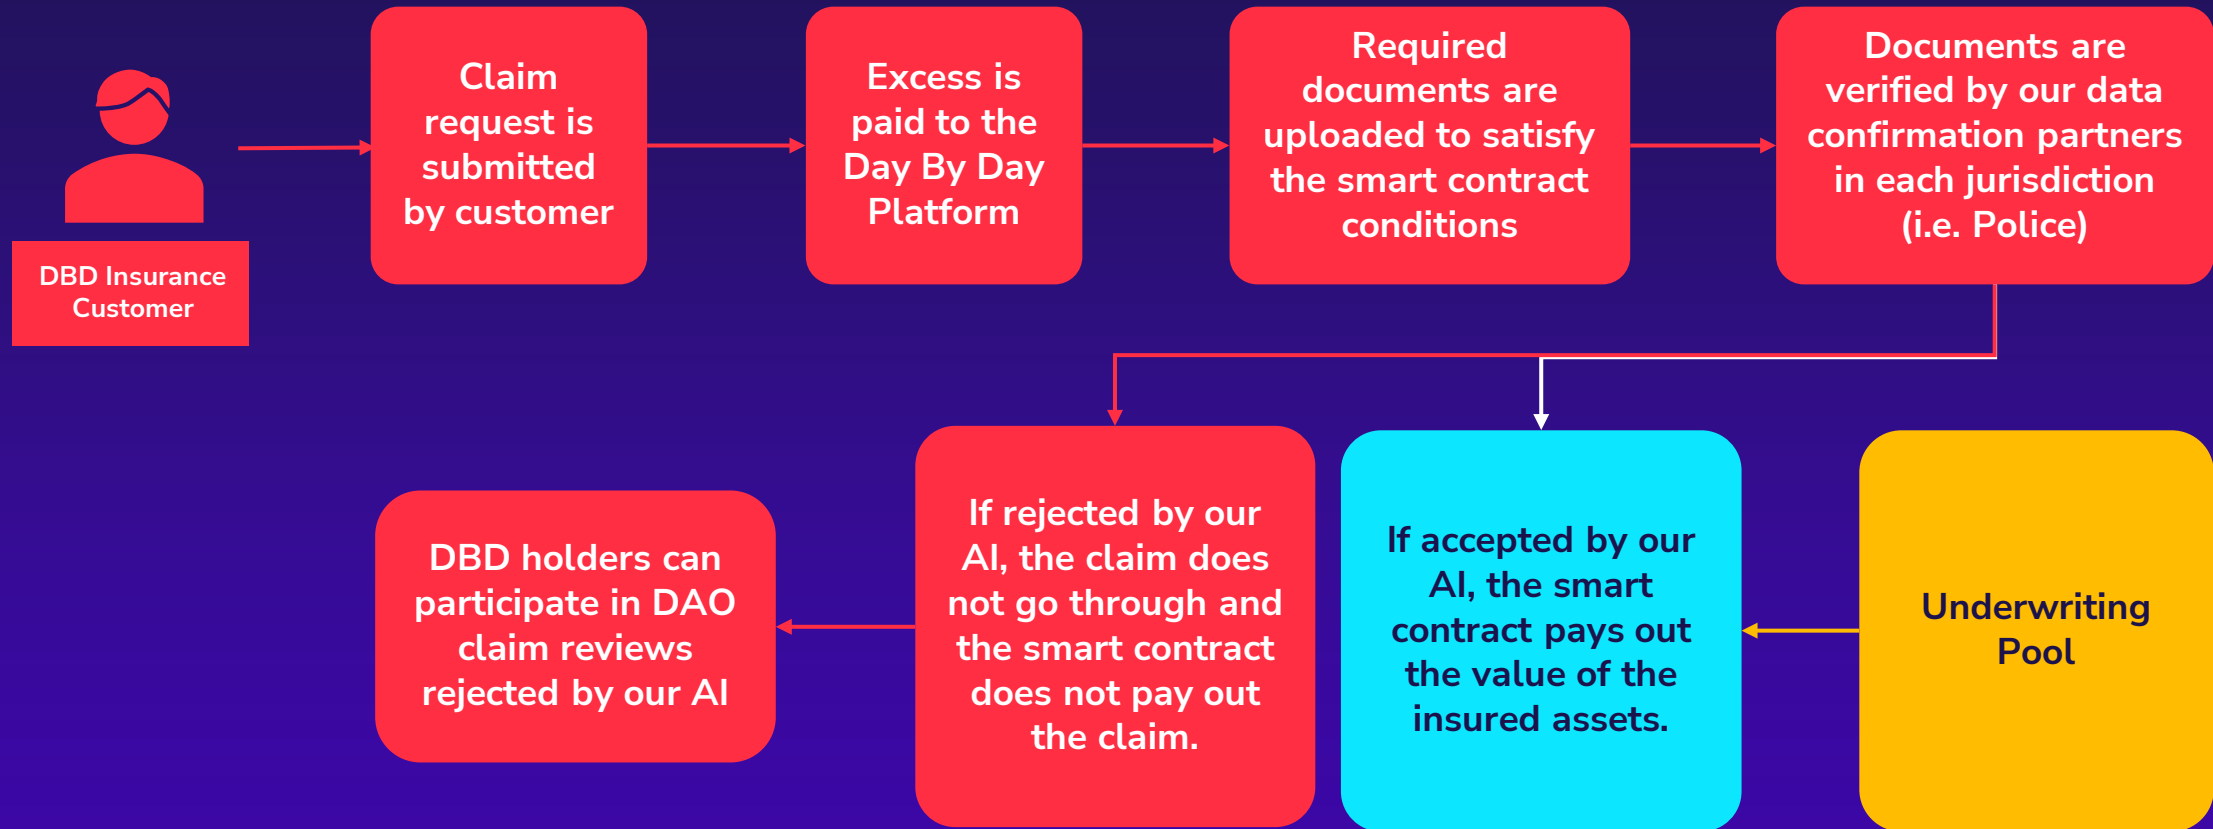 DBD Insurance
Customer
Claim
request is
submitted
by customer
Excess is
paid to the
Day By Day
Platform
Required
documents are
uploaded to satisfy
the smart contract
conditions
Documents are
verified by our data
confirmation partners
in each jurisdiction
(i.e. Police)
DBD holders can
participate in DAO
claim reviews
rejected by our AI
If rejected by our
AI, the claim does
not go through and
the smart contract
does not pay out
the claim.
If accepted by our
AI, the smart
contract pays out
the value of the
insured assets.
Underwriting
Pool